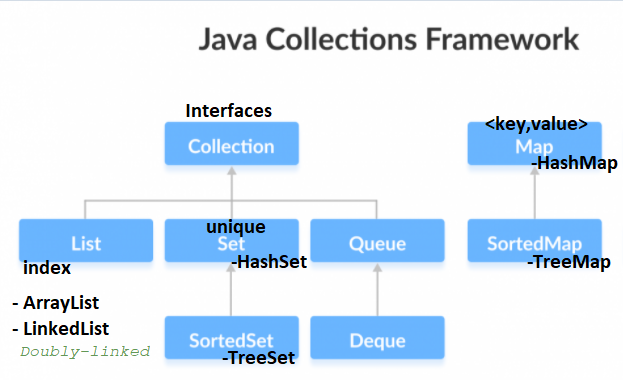 Java Collections Framework
Interfaces
Collection
<key,value>
Map
-HashMap
List
index
- ArrayList
- LinkedList
Doubly-linked
unique
Set
-HashSet
Queue
SortedMap
-TreeMap
SortedSet
-TreeSet
Deque